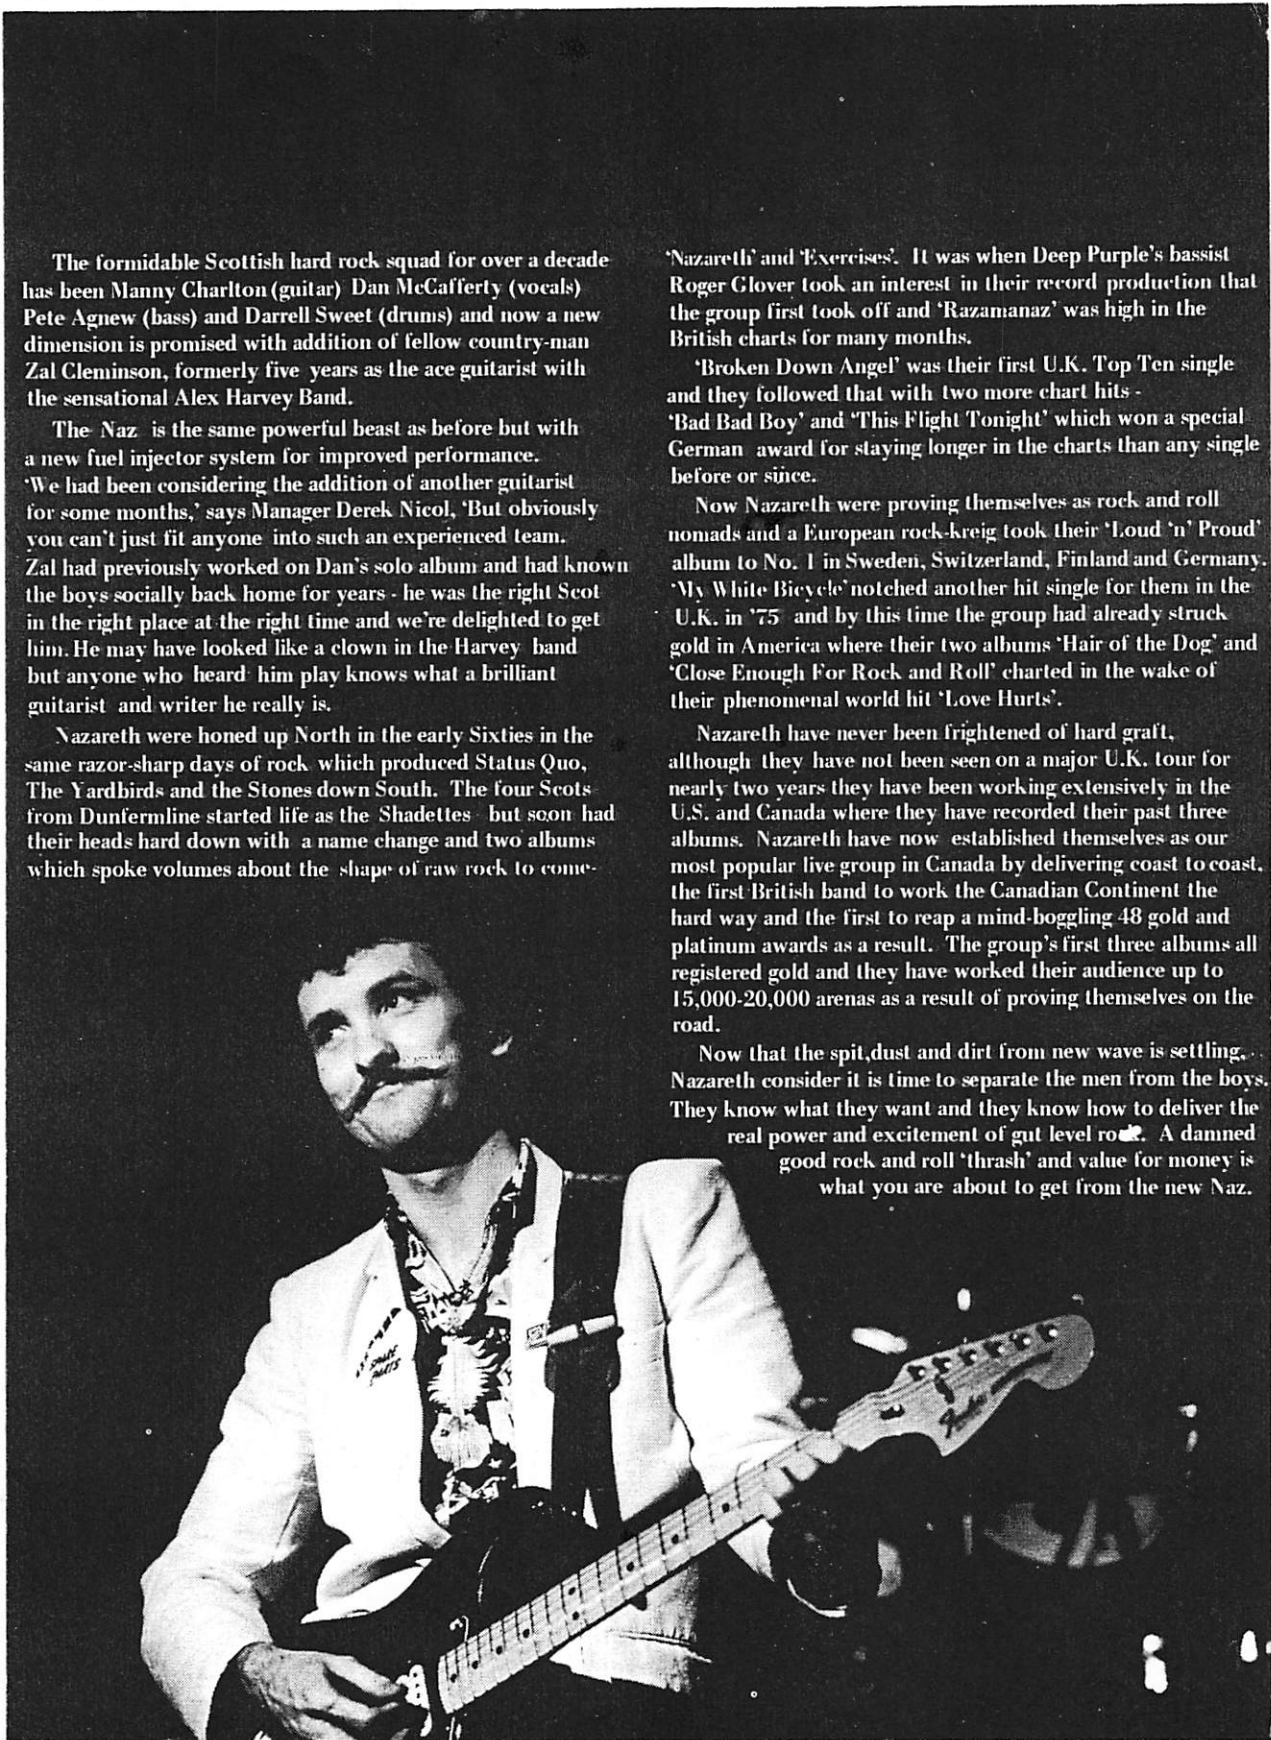 The formidable Scottish hard rock squad for over a decade
has been Manny Charlton (guitar) Dan McCafferty (vocals)
Pete Agnew (bass) and Darrell Sweet (drums) and now a new
dimension is promised with addition of fellow country-man
Zal Cleminson, formerly five years as the ace guitarist with
the sensational Alex Harvey Band.
The Naz is the same powerful beast as before but with
a new fuel injector system for improved performance.
'We had been considering the addition of another guitarist
for some months,' says Manager Derek Nicol, 'But obviously
you can't just fit anyone into such an experienced team.
Zal had previously worked on Dan's solo album and had known
the boys socially back home for years - he was the right Scot
in the right place at the right time and we're delighted to get
him. He may have looked like a clown in the Harvey band
but anyone who heard him play knows what a brilliant
guitarist and writer he really is.
Nazareth were honed up North in the early Sixties in the
same razor-sharp days of rock which produced Status Quo,
The Yardbirds and the Stones down South. The four Scots
from Dunfermline started life as the Shadettes but soon had
their heads hard down with a name change and two albums
which spoke volumes about the shape of raw rock to come-
'Nazareth' and 'Exercises'. It was when Deep Purple's bassist
Roger Glover took an interest in their record production that
the group first took off and 'Razamanaz' was high in the
British charts for many months.
'Broken Down Angel' was their first U.K. Top Ten single
and they followed that with two more chart hits -
'Bad Bad Boy' and 'This Flight Tonight' which won a special
German award for staying longer in the charts than any single
before or since.
Now Nazareth were proving themselves as rock and roll
nomads and a European rock-kreig took their 'Loud 'n' Proud'
album to No. 1 in Sweden, Switzerland, Finland and Germany.
'My White Bicycle' notched another hit single for them in the
U.K. in '75 and by this time the group had already struck
gold in America where their two albums 'Hair of the Dog' and
'Close Enough For Rock and Roll' charted in the wake of
their phenomenal world hit 'Love Hurts'.
Nazareth have never been frightened of hard graft,
although they have not been seen on a major U.K. tour for
nearly two years they have been working extensively in the
U.S. and Canada where they have recorded their past three
albums. Nazareth have now established themselves as our
most popular live group in Canada by delivering coast to coast,
the first British band to work the Canadian Continent the
hard way and the first to reap a mind-boggling 48 gold and
platinum awards as a result. The group's first three albums all
registered gold and they have worked their audience up to
15,000-20,000 arenas as a result of proving themselves on the
road.
Now that the spit, dust and dirt from new wave is settling,
Nazareth consider it is time to separate the men from the boys.
They know what they want and they know how to deliver the
real power and excitement of gut level rock. A damned
good rock and roll 'thrash' and value for money is
what you are about to get from the new Naz.
SPARE
PARTS
Fender